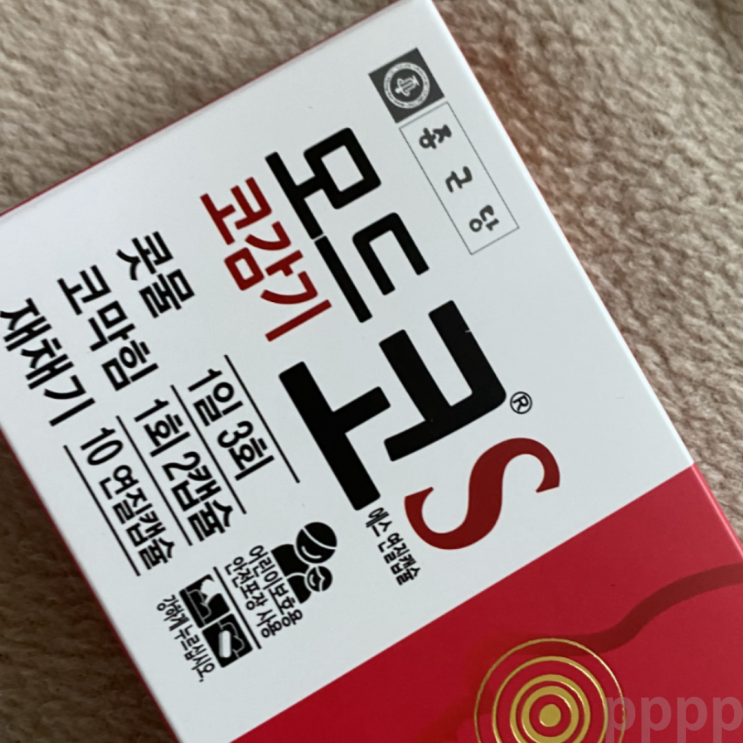 종근당
모드코S®
에스 연질캡슐
코감기
콧물
코막힘
재채기
1일 3회
1회 2캡슐
10 연질캡슐
어린이보호용
안전포장 사용
강하게 누르십시오.
pppp